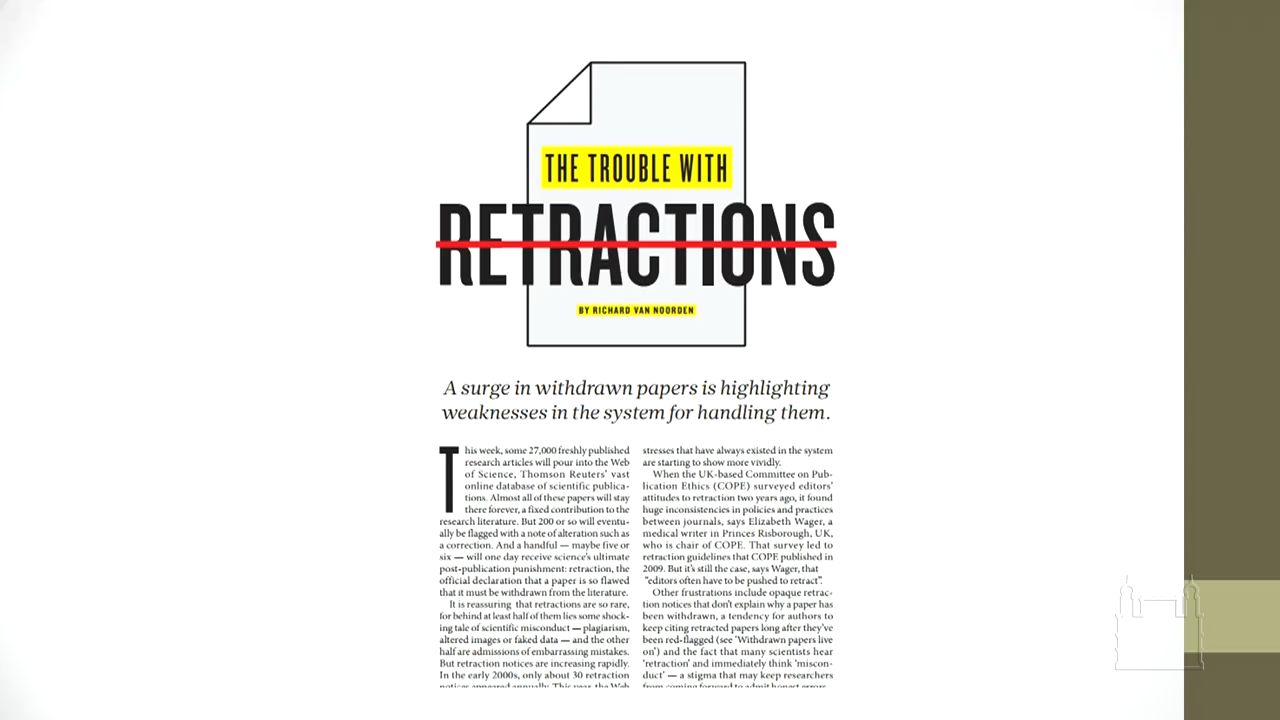 THE TROUBLE WITH
RETRACTIONS
BY RICHARD VAN NOORDEN
A surge in withdrawn papers is highlighting
weaknesses in the system for handling them.
This week, some 27,000 freshly published
research articles will pour into the Web
of Science, Thomson Reuters’ vast
online database of scientific publica-
tions. Almost all of these papers will stay
there forever, a fixed contribution to the
research literature. But 200 or so will eventu-
ally be flagged with a note of alteration such as
a correction. And a handful — maybe five or
six — will one day receive science’s ultimate
post-publication punishment: retraction, the
official declaration that a paper is so flawed
that it must be withdrawn from the literature.
It is reassuring that retractions are so rare,
for behind at least half of them lies some shock-
ing tale of scientific misconduct — plagiarism,
altered images or faked data — and the other
half are admissions of embarrassing mistakes.
But retraction notices are increasing rapidly.
In the early 2000s, only about 30 retraction
notices appeared annually. This year, the Web
stresses that have always existed in the system
are starting to show more vividly.
When the UK-based Committee on Pub-
lication Ethics (COPE) surveyed editors’
attitudes to retraction two years ago, it found
huge inconsistencies in policies and practices
between journals, says Elizabeth Wager, a
medical writer in Princes Risborough, UK,
who is chair of COPE. That survey led to
retraction guidelines that COPE published in
2009. But it’s still the case, says Wager, that
“editors often have to be pushed to retract”.
Other frustrations include opaque retrac-
tion notices that don’t explain why a paper has
been withdrawn, a tendency for authors to
keep citing retracted papers long after they’ve
been red-flagged (see ‘Withdrawn papers live
on’) and the fact that many scientists hear
‘retraction’ and immediately think ‘miscon-
duct’ — a stigma that may keep researchers
from coming forward to admit honest errors.